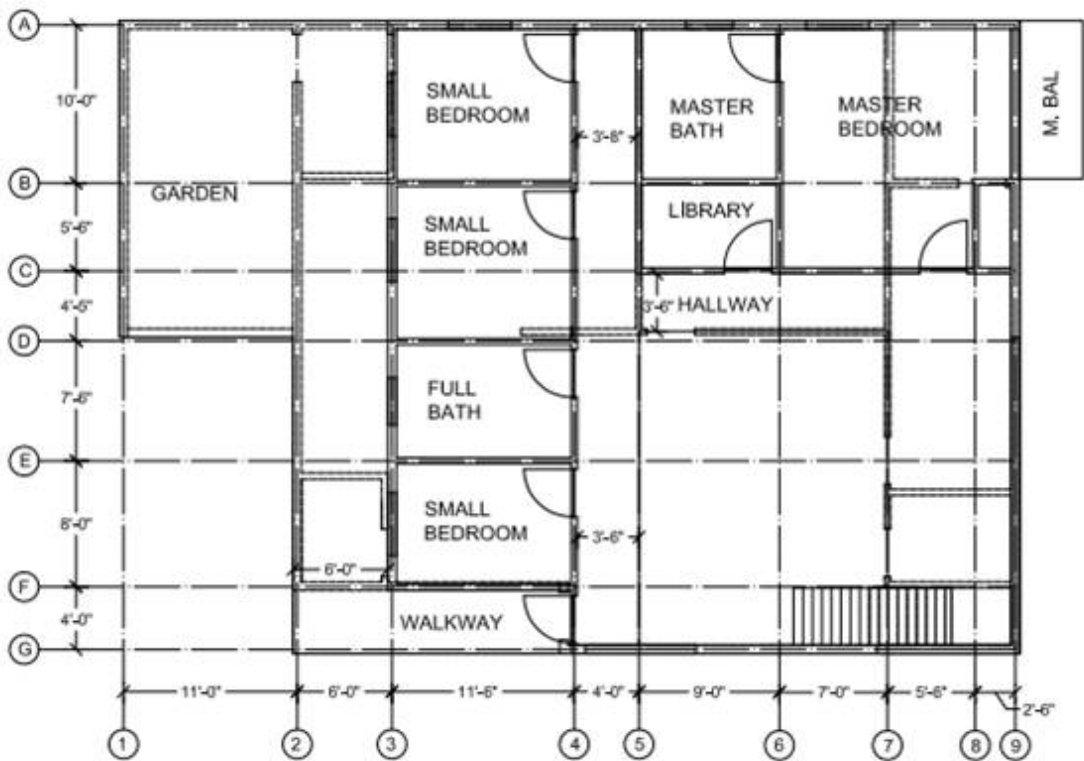 A
10'-0"
SMALL
BEDROOM
MASTER
BATH
MASTER
BEDROOM
M. BAL
3'-8"
B
GARDEN
LIBRARY
5'-6"
SMALL
BEDROOM
C
4'-5"
3'-6"
HALLWAY
D
7'-6"
FULL
BATH
E
8'-0"
SMALL
BEDROOM
3'-6"
6'-0"
F
4'-0"
WALKWAY
G
11'-0"
6'-0"
11'-6"
4'-0"
9'-0"
7'-0"
5'-6"
2'-6"
1
2
3
4
5
6
7
8
9